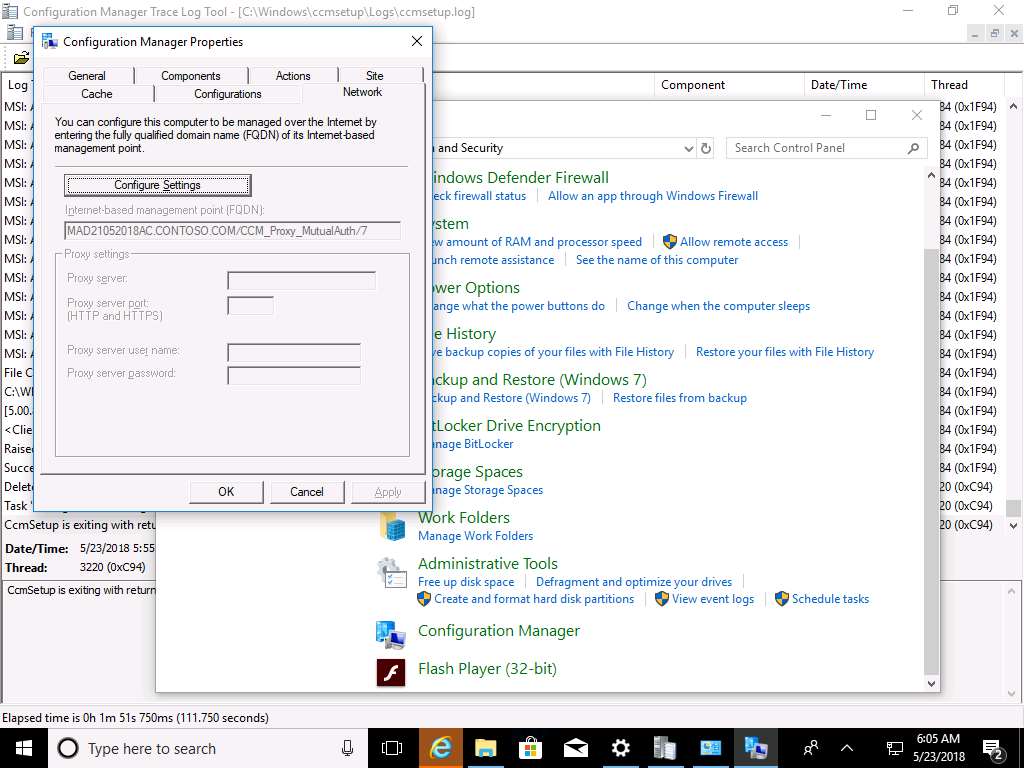 Configuration Manager Trace Log Tool - [C:\Windows\ccmsetup\Logs\ccmsetup.log]
Configuration Manager Properties
General Components Actions Site
Cache Configurations Network
You can configure this computer to be managed over the Internet by
entering the fully qualified domain name (FQDN) of its Internet-based
management point.
Configure Settings
Internet-based management point (FQDN):
MAD21052018AC.CONTOSO.COM/CCM_Proxy_MutualAuth/7
Proxy settings
Proxy server:
Proxy server port:
(HTTP and HTTPS)
Proxy server user name:
Proxy server password:
OK Cancel Apply
Log Component Date/Time Thread
MSI: 84 (0x1F94)
MSI: 84 (0x1F94)
MSI: 84 (0x1F94)
MSI: 84 (0x1F94)
MSI: 84 (0x1F94)
MSI: 84 (0x1F94)
MSI: 84 (0x1F94)
MSI: 84 (0x1F94)
MSI: 84 (0x1F94)
MSI: 84 (0x1F94)
MSI: 84 (0x1F94)
MSI: 84 (0x1F94)
MSI: 84 (0x1F94)
MSI: 84 (0x1F94)
File 84 (0x1F94)
C:\ 84 (0x1F94)
[5.00. 84 (0x1F94)
<Clie 84 (0x1F94)
Raise 84 (0x1F94)
Succe 84 (0x1F94)
Delet 20 (0xC94)
Task 20 (0xC94)
CcmSetup is exiting with retu 20 (0xC94)
Date/Time: 5/23/2018 5:55
Thread: 3220 (0xC94)
CcmSetup is exiting with return
Elapsed time is 0h 1m 51s 750ms (111.750 seconds)
and Security
Search Control Panel
indows Defender Firewall
eck firewall status Allow an app through Windows Firewall
stem
ew amount of RAM and processor speed Allow remote access
unch remote assistance See the name of this computer
ower Options
ange what the power buttons do Change when the computer sleeps
e History
ve backup copies of your files with File History Restore your files with File History
ackup and Restore (Windows 7)
ckup and Restore (Windows 7) Restore files from backup
tLocker Drive Encryption
anage BitLocker
orage Spaces
anage Storage Spaces
Work Folders
Manage Work Folders
Administrative Tools
Free up disk space Defragment and optimize your drives
Create and format hard disk partitions View event logs Schedule tasks
Configuration Manager
Flash Player (32-bit)
Type here to search
6:05 AM
5/23/2018
2